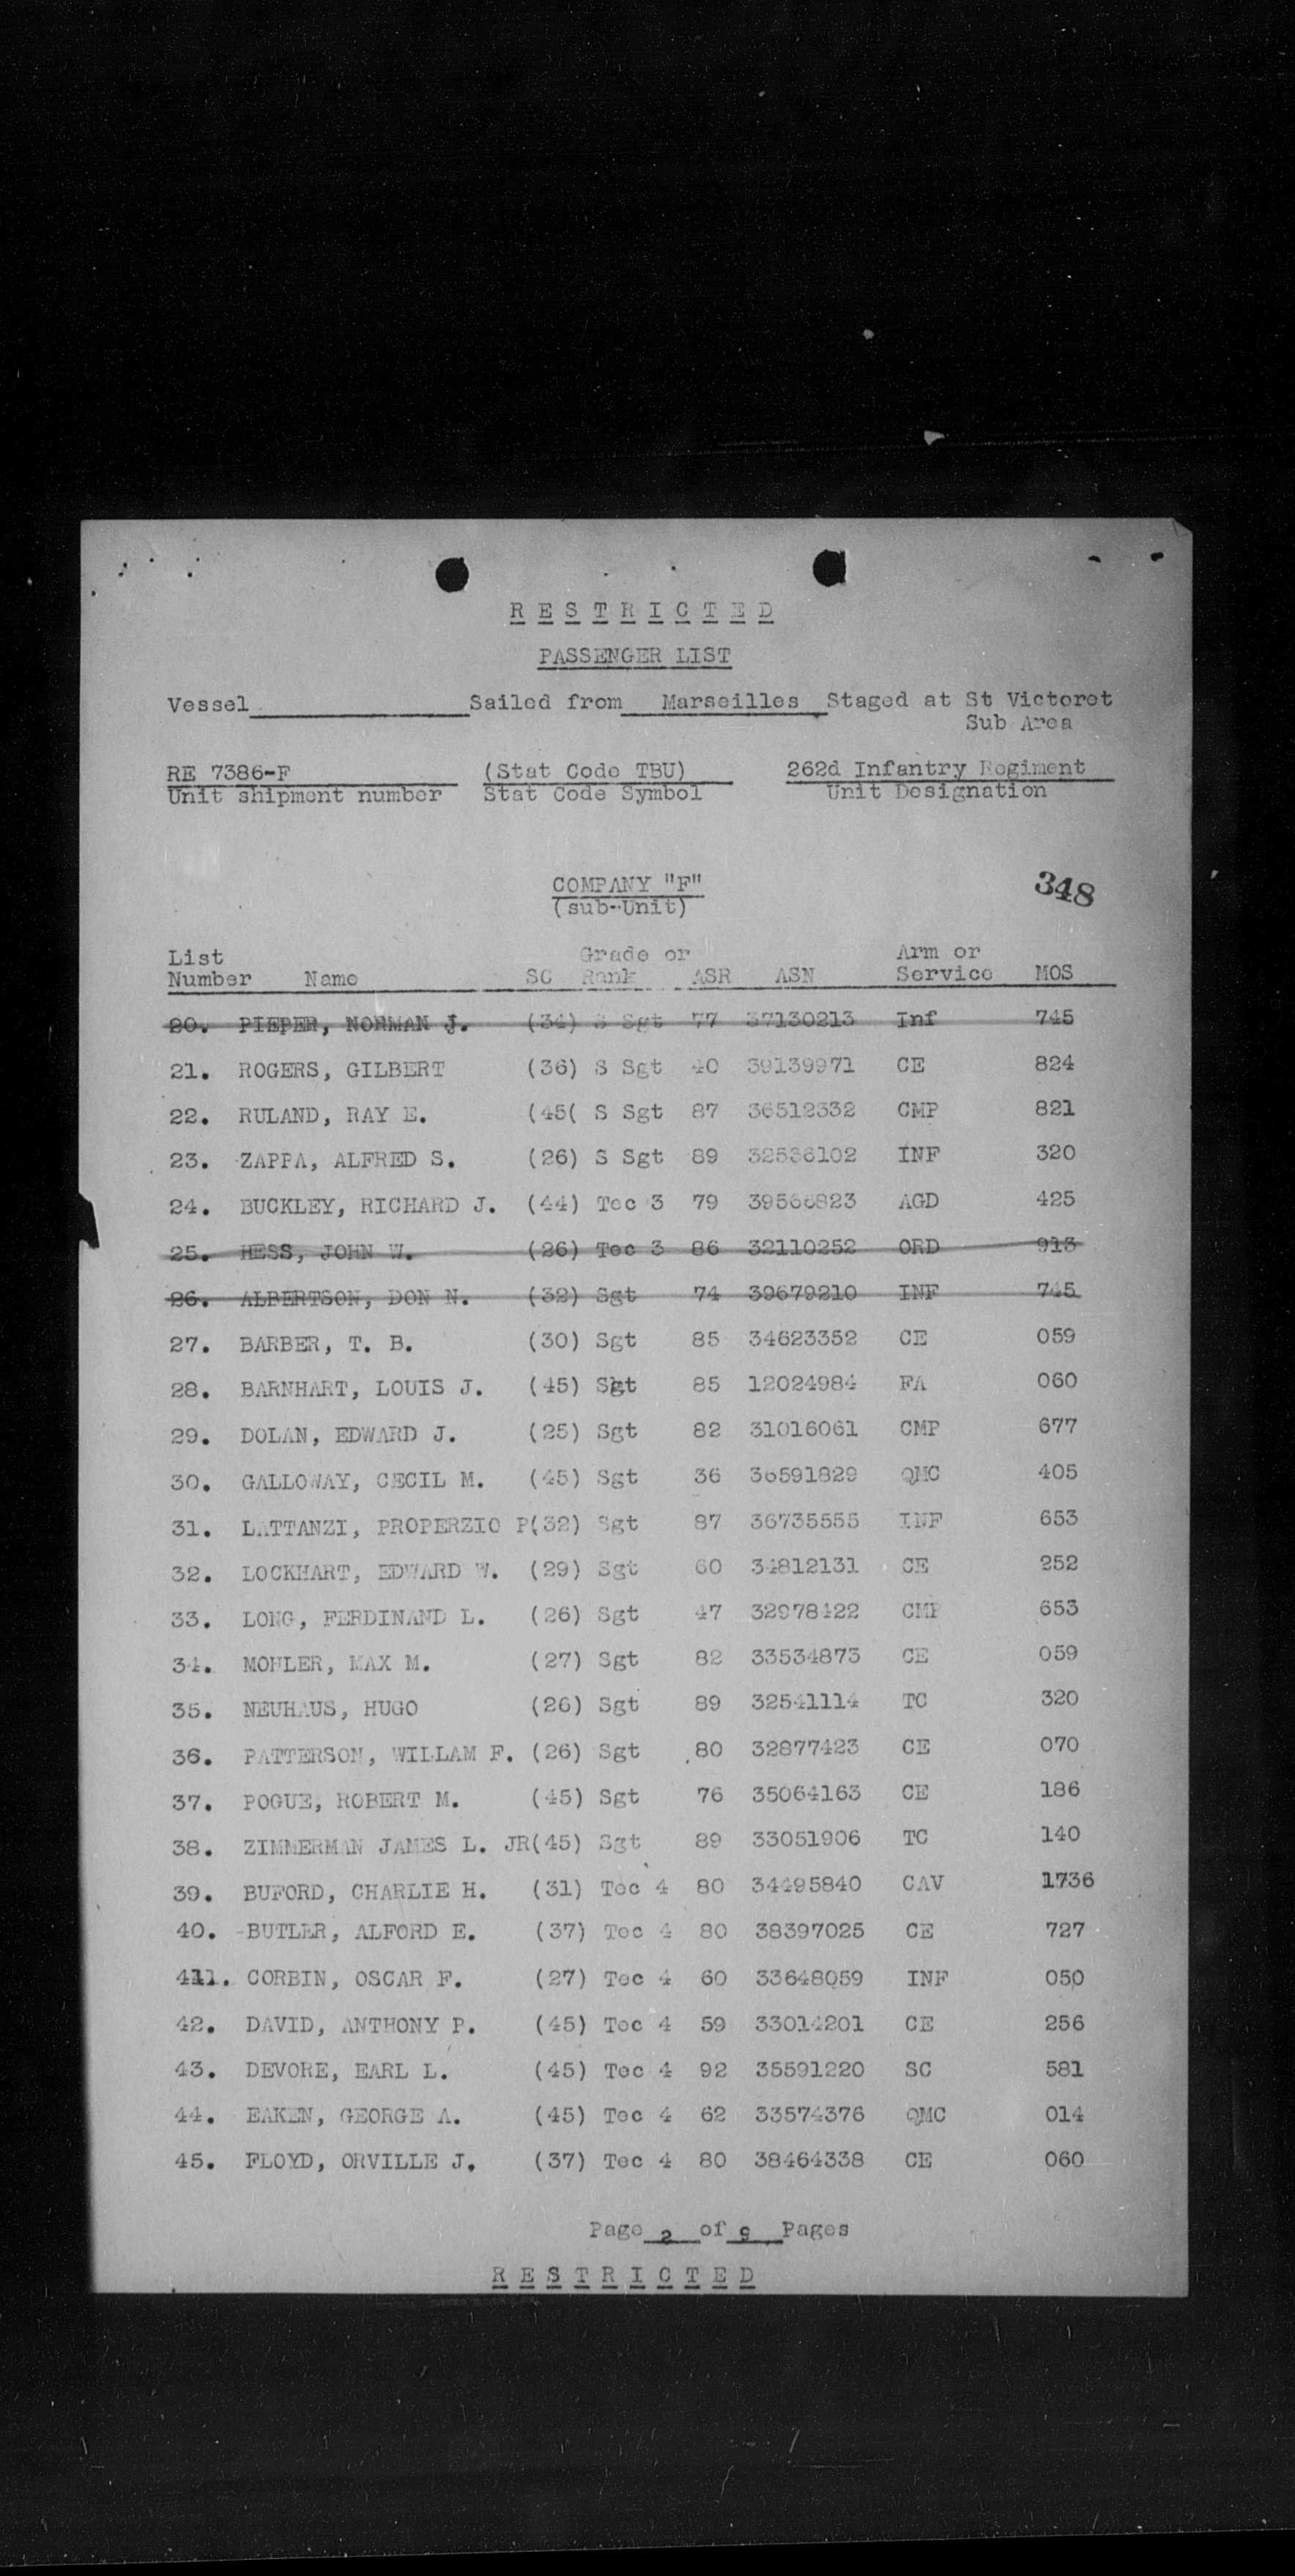 R E S T R I C T E D
PASSENGER LIST
Vessel Sailed from Marseilles Staged at St Victoret
Sub Area
RE 7386-F (Stat Code TBU) 262d Infantry Regiment
Unit shipment number Stat Code Symbol Unit Designation
COMPANY "F" 348
(sub-Unit)
List Grade or Arm or
Number Name SC Rank ASR ASN Service MOS
20. PIEPER, NORMAN J. (34) S Sgt 77 37130213 Inf 745
21. ROGERS, GILBERT (36) S Sgt 40 39139971 CE 824
22. RULAND, RAY E. (45( S Sgt 87 36512332 CMP 821
23. ZAPPA, ALFRED S. (26) S Sgt 89 32536102 INF 320
24. BUCKLEY, RICHARD J. (44) Tec 3 79 39566823 AGD 425
25. HESS, JOHN W. (26) Tec 3 86 32110252 ORD 913
26. ALBERTSON, DON N. (32) Sgt 74 39679210 INF 745
27. BARBER, T. B. (30) Sgt 85 34623352 CE 059
28. BARNHART, LOUIS J. (45) Sgt 85 12024984 FA 060
29. DOLAN, EDWARD J. (25) Sgt 82 31016061 CMP 677
30. GALLOWAY, CECIL M. (45) Sgt 36 36591829 QMC 405
31. LATTANZI, PROPERZIO P(32) Sgt 87 36735555 INF 653
32. LOCKHART, EDWARD W. (29) Sgt 60 34812131 CE 252
33. LONG, FERDINAND L. (26) Sgt 47 32978422 CMP 653
34. MOHLER, MAX M. (27) Sgt 82 33534873 CE 059
35. NEUHAUS, HUGO (26) Sgt 89 32541114 TC 320
36. PATTERSON, WILLAM F. (26) Sgt 80 32877423 CE 070
37. POGUE, ROBERT M. (45) Sgt 76 35064163 CE 186
38. ZIMMERMAN JAMES L. JR(45) Sgt 89 33051906 TC 140
39. BUFORD, CHARLIE H. (31) Tec 4 80 34495840 CAV 1736
40. BUTLER, ALFORD E. (37) Tec 4 80 38397025 CE 727
411. CORBIN, OSCAR F. (27) Tec 4 60 33648059 INF 050
42. DAVID, ANTHONY P. (45) Tec 4 59 33014201 CE 256
43. DEVORE, EARL L. (45) Tec 4 92 35591220 SC 581
44. EAKEN, GEORGE A. (45) Tec 4 62 33574376 QMC 014
45. FLOYD, ORVILLE J. (37) Tec 4 80 38464338 CE 060
Page 2 of 9 Pages
R E S T R I C T E D